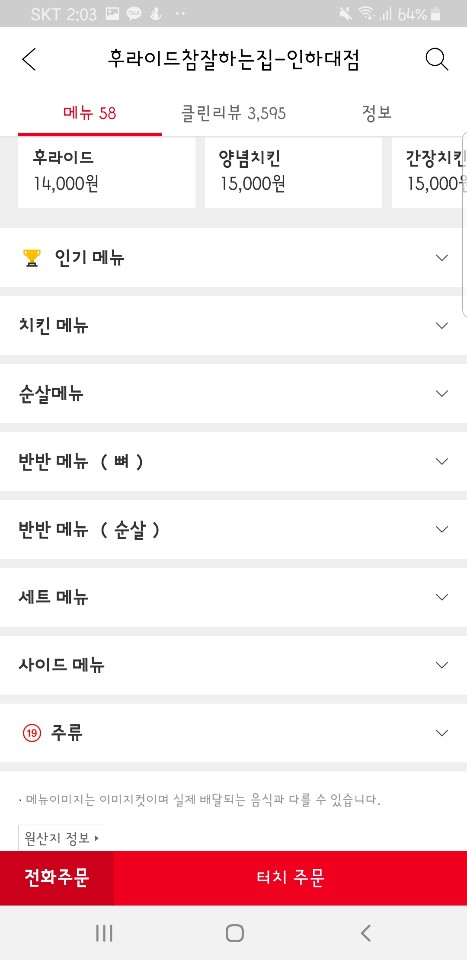 SKT 2:03 64%
후라이드참잘하는집-인하대점
메뉴 58 클린리뷰 3,595 정보
후라이드 양념치킨 간장치킨
14,000원 15,000원 15,000원
인기 메뉴
치킨 메뉴
순살메뉴
반반 메뉴 ( 뼈 )
반반 메뉴 ( 순살 )
세트 메뉴
사이드 메뉴
19 주류
· 메뉴이미지는 이미지컷이며 실제 배달되는 음식과 다를 수 있습니다.
원산지 정보
전화주문 터치 주문